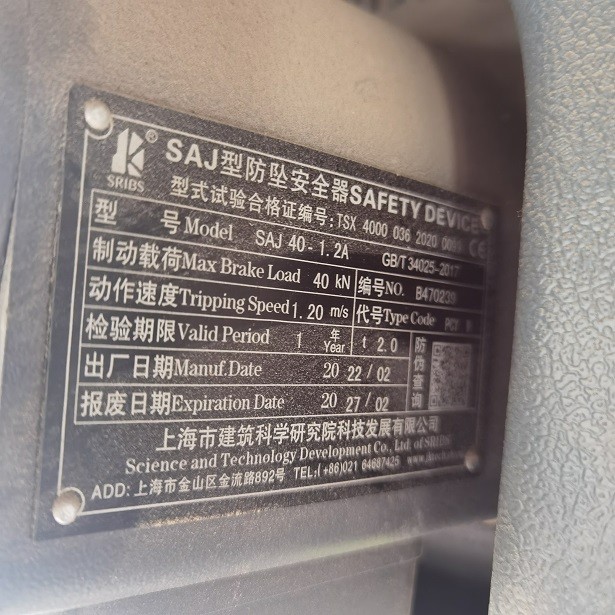 SRIBS
®
SAJ型防坠安全器SAFETY DEVICE
型式试验合格证编号:TSX 4000 036 2020
型 号Model SAJ 40-1.2A GB/T 34025-2017 CE
制动载荷Max Brake Load 40 kN 编号NO.
动作速度Tripping Speed 1.20 m/s 代号Type Code
检验期限Valid Period 1 年 Year t 2.0
防伪查询
出厂日期Manuf.Date 20 22/02
报废日期Expiration Date 20 27/02
上海市建筑科学研究院科技发展有限公司
Science and Technology Development Co., Ltd. of SRIBS
ADD:上海市金山区金流路892号 TEL:(+86)021 64687425